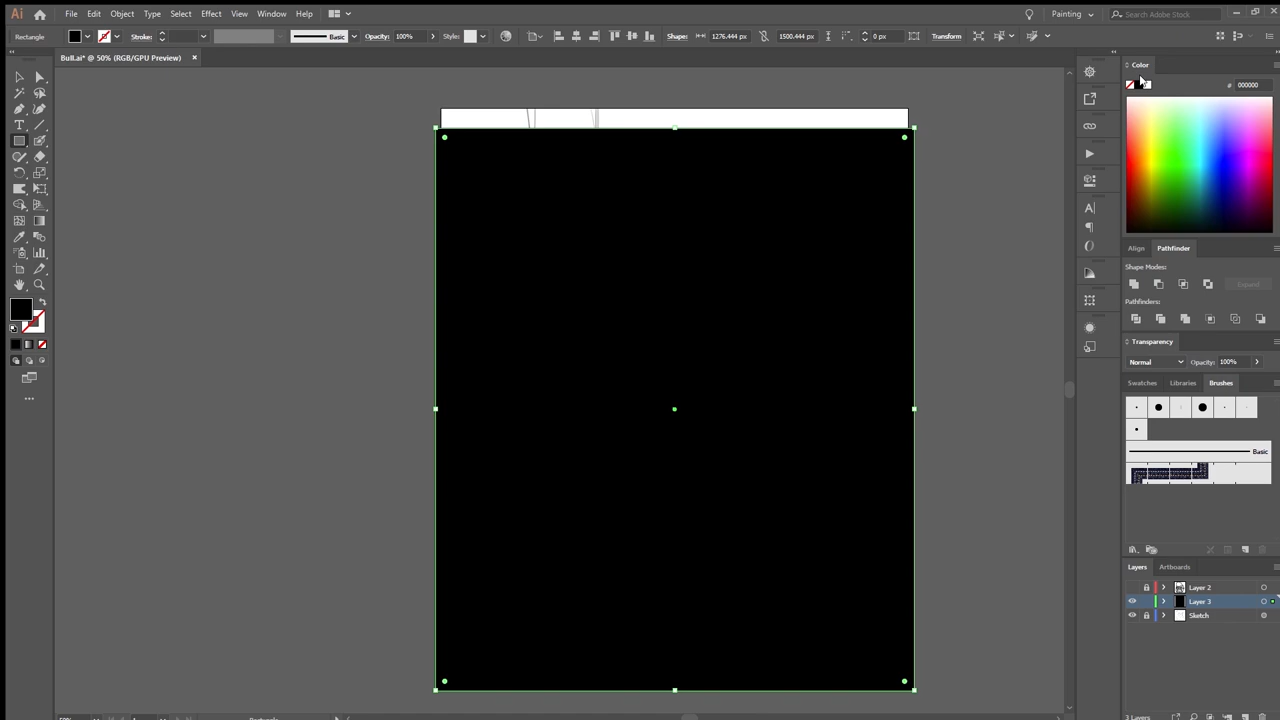 Ai File Edit Object Type Select Effect View Window Help Painting Search Adobe Stock
Rectangle Stroke: Basic Opacity: 100% Style: Shape: 1276.444 px 1500.444 px 0 px Transform
Bull.ai* @ 50% (RGB/GPU Preview) ×
Color
# 000000
Align Pathfinder
Shape Modes:
Expand
Pathfinders:
Transparency
Normal Opacity: 100%
Swatches Libraries Brushes
Basic
Layers Artboards
Layer 2
Layer 3
Sketch
50% 1 Rectangle 3 Layers